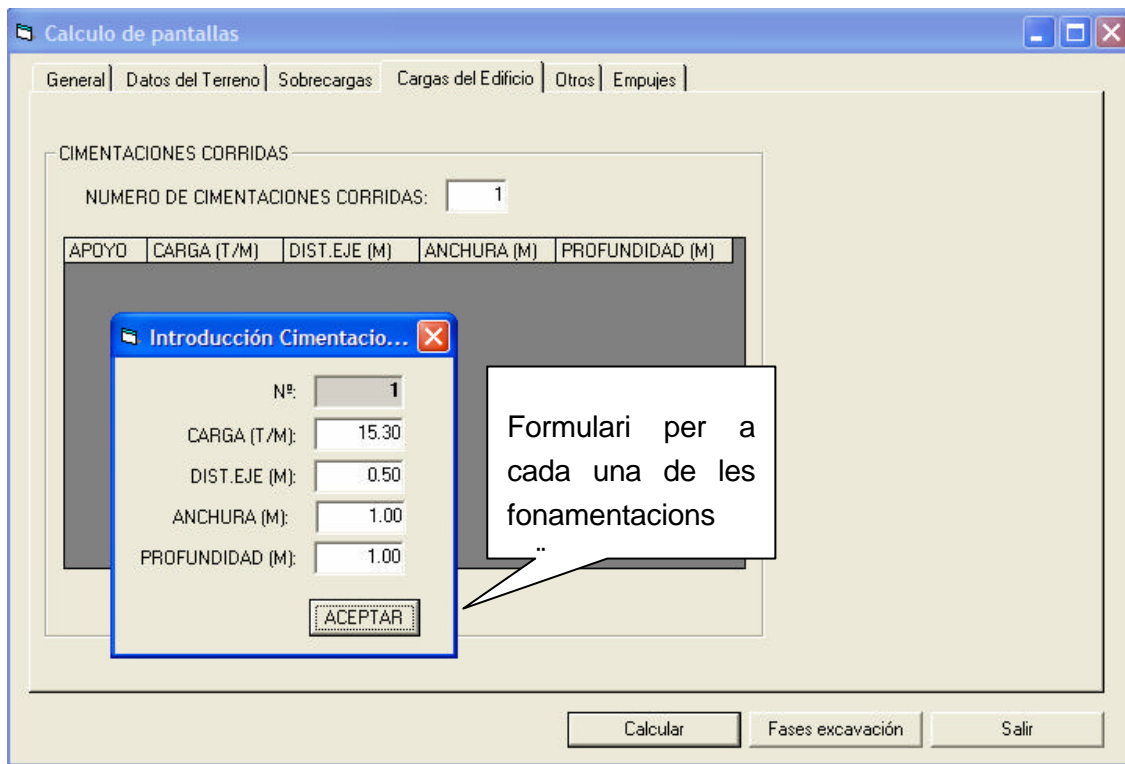 Calculo de pantallas
General Datos del Terreno Sobrecargas Cargas del Edificio Otros Empujes
CIMENTACIONES CORRIDAS
NUMERO DE CIMENTACIONES CORRIDAS: 1
APOYO CARGA (T/M) DIST.EJE (M) ANCHURA (M) PROFUNDIDAD (M)
Introducción Cimentacio...
Nº: 1
CARGA (T/M): 15.30
DIST.EJE (M): 0.50
ANCHURA (M): 1.00
PROFUNDIDAD (M): 1.00
ACEPTAR
Formulari per a
cada una de les
fonamentacions
Calcular Fases excavación Salir